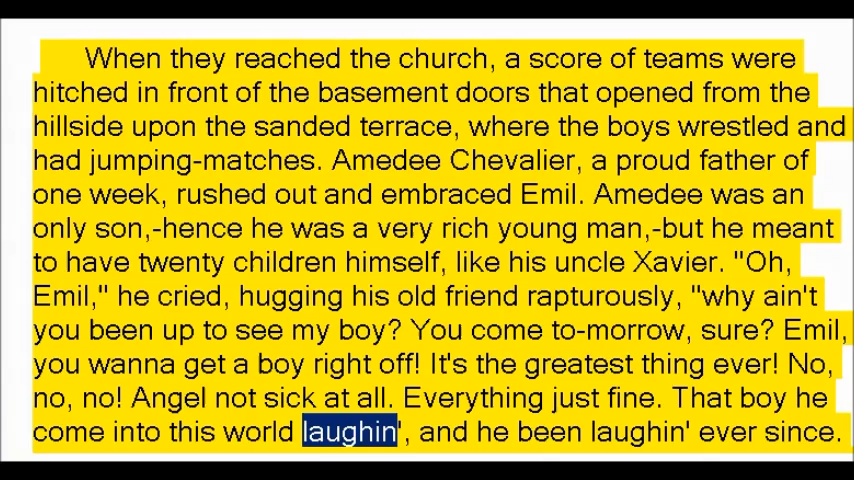 When they reached the church, a score of teams were
hitched in front of the basement doors that opened from the
hillside upon the sanded terrace, where the boys wrestled and
had jumping-matches. Amedee Chevalier, a proud father of
one week, rushed out and embraced Emil. Amedee was an
only son,-hence he was a very rich young man,-but he meant
to have twenty children himself, like his uncle Xavier. "Oh,
Emil," he cried, hugging his old friend rapturously, "why ain't
you been up to see my boy? You come to-morrow, sure? Emil,
you wanna get a boy right off! It's the greatest thing ever! No,
no, no! Angel not sick at all. Everything just fine. That boy he
come into this world laughin', and he been laughin' ever since.